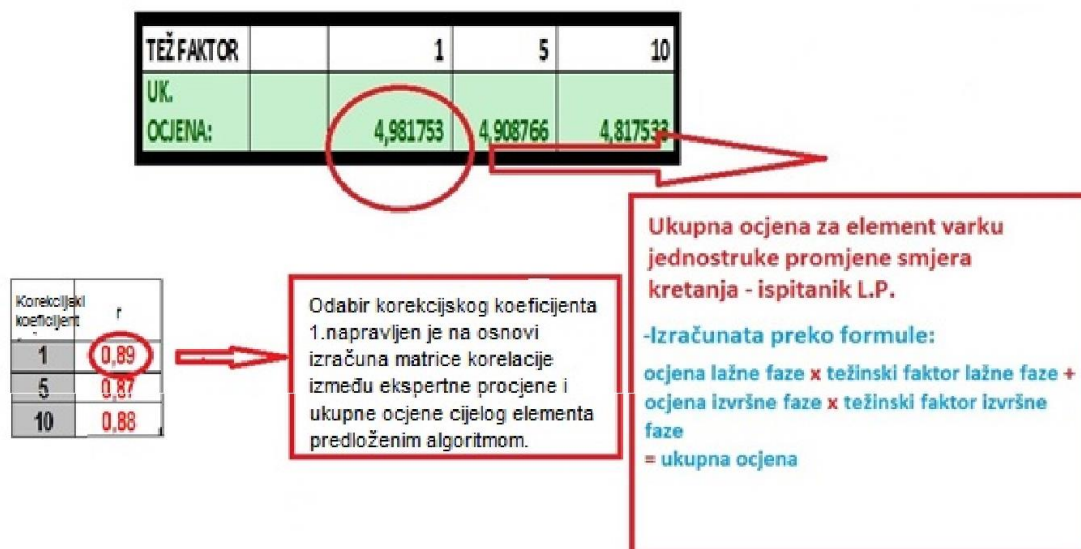 TEŽ FAKTOR 1 5 10
UK.
OCJENA: 4,981753 4,908766 4,817533
Ukupna ocjena za element varku
jednostruke promjene smjera
kretanja - ispitanik L.P.
-Izračunata preko formule:
ocjena lažne faze x težinski faktor lažne faze +
ocjena izvršne faze x težinski faktor izvršne
faze
= ukupna ocjena
Korekcijski
koeficijent r
1 0,89
5 0,87
10 0,88
Odabir korekcijskog koeficijenta
1.napravljen je na osnovi
izračuna matrice korelacije
između ekspertne procjene i
ukupne ocjene cijelog elementa
predloženim algoritmom.